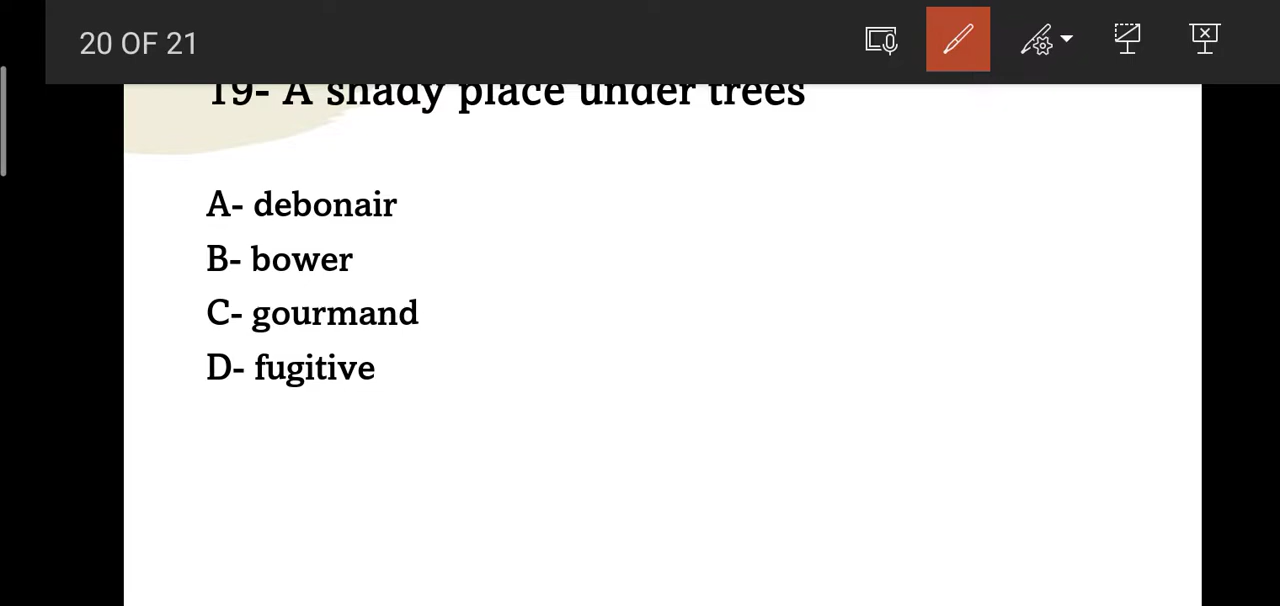 20 OF 21
19- A shady place under trees
A- debonair
B- bower
C- gourmand
D- fugitive